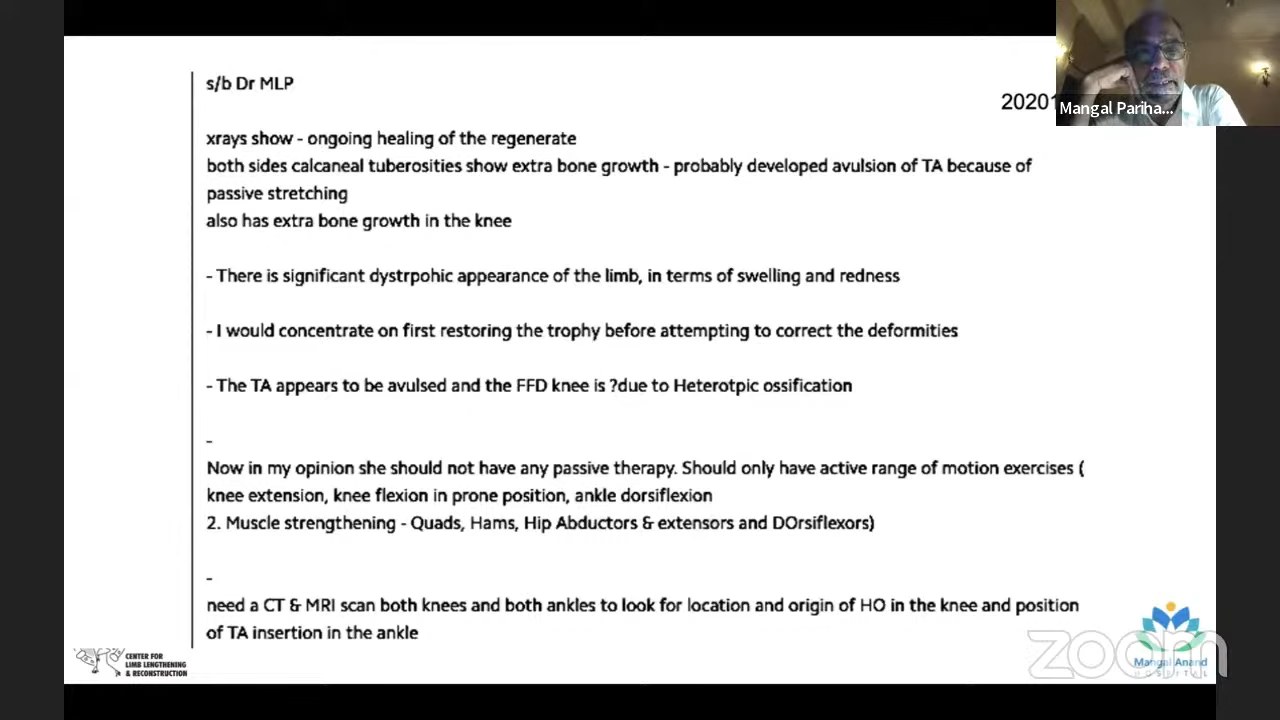 s/b Dr MLP
20201
Mangal Pariha...
xrays show - ongoing healing of the regenerate
both sides calcaneal tuberosities show extra bone growth - probably developed avulsion of TA because of
passive stretching
also has extra bone growth in the knee
- There is significant dystrpohic appearance of the limb, in terms of swelling and redness
- I would concentrate on first restoring the trophy before attempting to correct the deformities
- The TA appears to be avulsed and the FFD knee is ?due to Heterotpic ossification
-
Now in my opinion she should not have any passive therapy. Should only have active range of motion exercises (
knee extension, knee flexion in prone position, ankle dorsiflexion
2. Muscle strengthening - Quads, Hams, Hip Abductors & extensors and DOrsiflexors)
-
need a CT & MRI scan both knees and both ankles to look for location and origin of HO in the knee and position
of TA insertion in the ankle
CENTER FOR
LIMB LENGTHENING
& RECONSTRUCTION
zoom
Mangal Anand
HOSPITAL